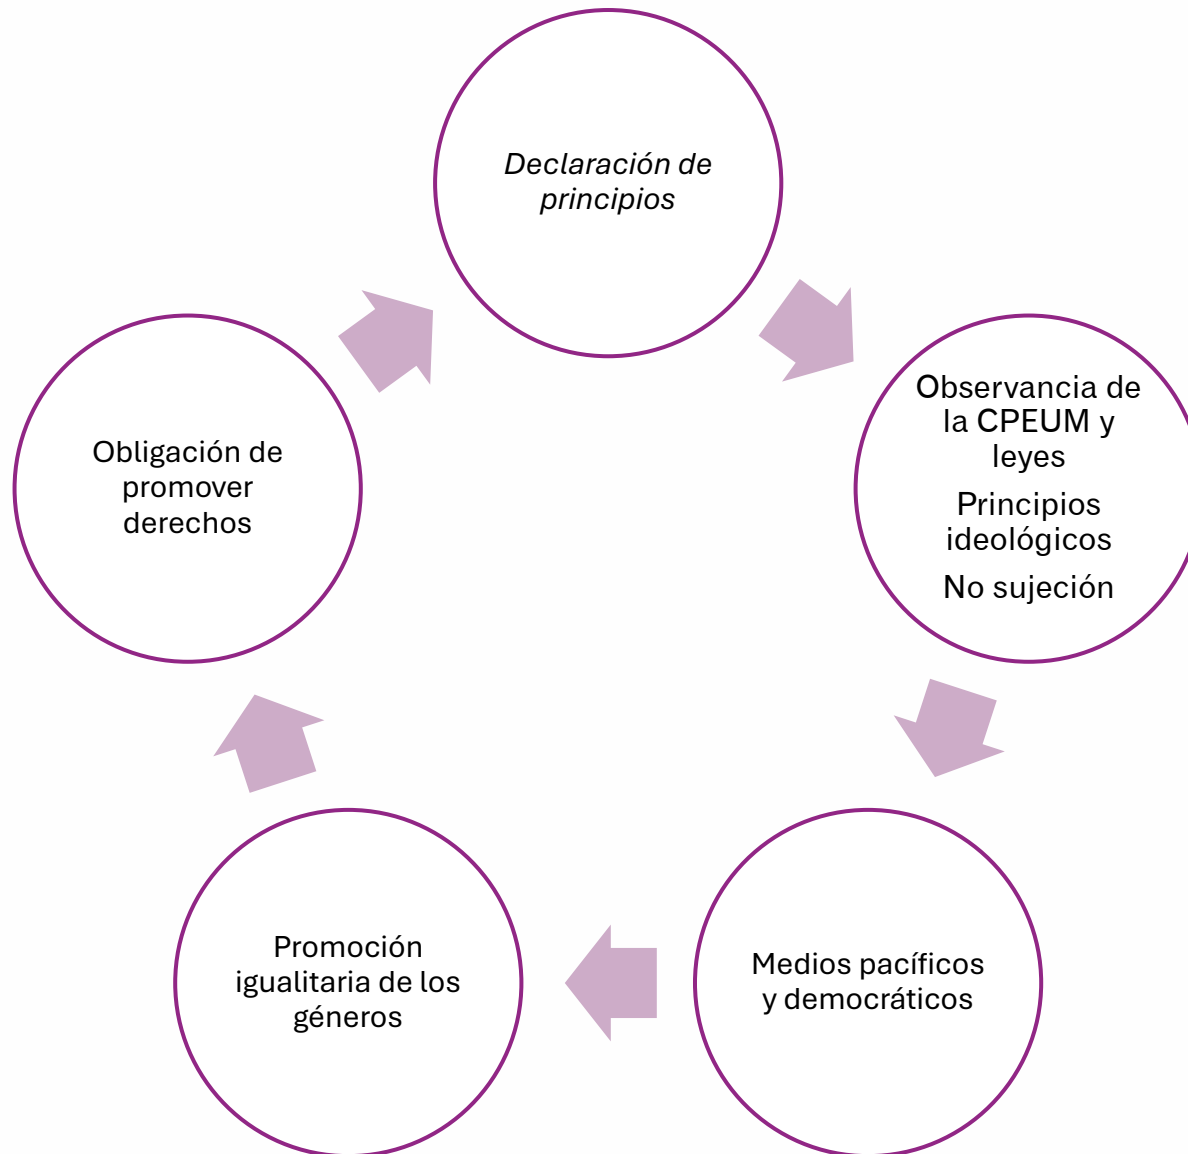 Declaración de
principios
Observancia de
la CPEUM y
leyes
Principios
ideológicos
No sujeción
Medios pacíficos
y democráticos
Promoción
igualitaria de los
géneros
Obligación de
promover
derechos